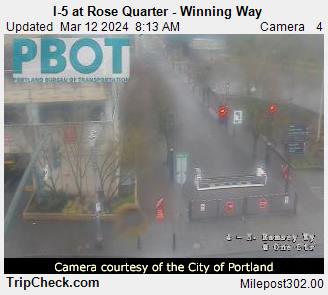 I-5 at Rose Quarter - Winning Way
Updated Mar 12 2024 8:13 AM Camera 4
PBOT
PORTLAND BUREAU OF TRANSPORTATION
Camera courtesy of the City of Portland
TripCheck.com Milepost302.00